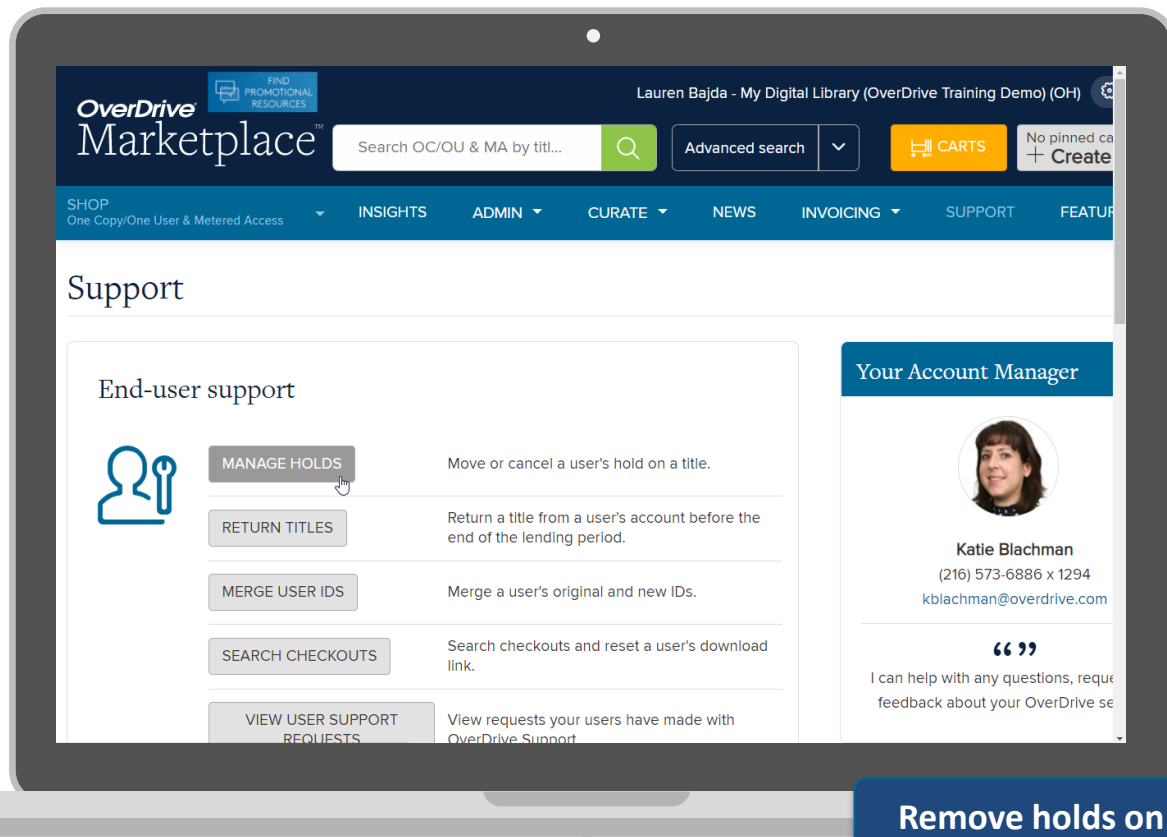 FIND
PROMOTIONAL
RESOURCES
Lauren Bajda - My Digital Library (OverDrive Training Demo) (OH)
OverDrive
Marketplace™
Search OC/OU & MA by titl...
Advanced search
CARTS
No pinned ca
+ Create
SHOP
One Copy/One User & Metered Access
INSIGHTS
ADMIN
CURATE
NEWS
INVOICING
SUPPORT
FEATUR
Support
End-user support
MANAGE HOLDS
Move or cancel a user's hold on a title.
RETURN TITLES
Return a title from a user's account before the
end of the lending period.
MERGE USER IDS
Merge a user's original and new IDs.
SEARCH CHECKOUTS
Search checkouts and reset a user's download
link.
VIEW USER SUPPORT
REQUESTS
View requests your users have made with
OverDrive Support
Your Account Manager
Katie Blachman
(216) 573-6886 x 1294
kblachman@overdrive.com
“ ”
I can help with any questions, reque
feedback about your OverDrive se
Remove holds on